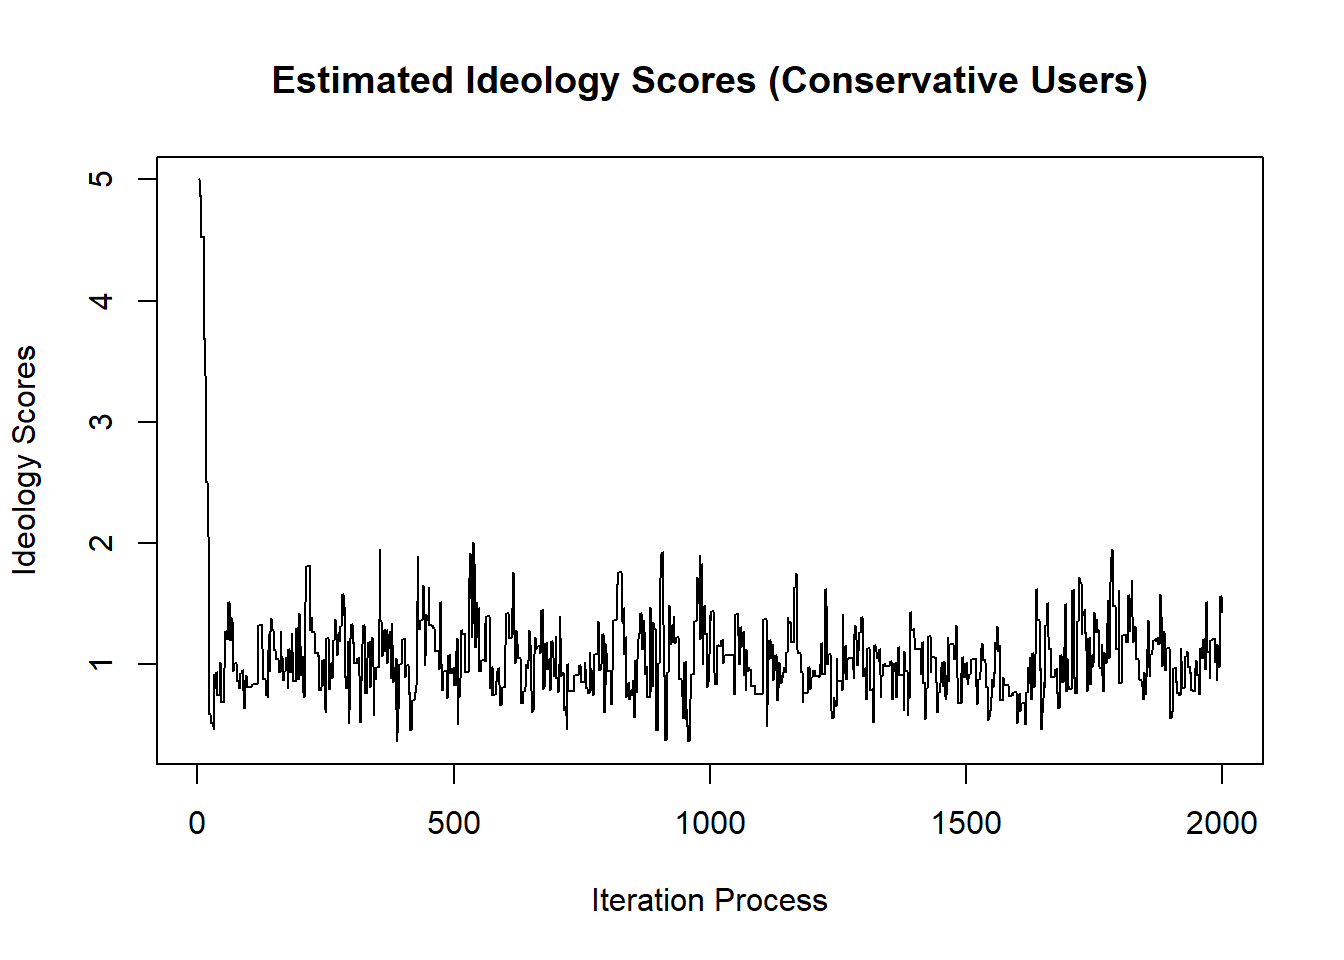 Estimated Ideology Scores (Conservative Users)
5
4
3
2
1
Ideology Scores
0 500 1000 1500 2000
Iteration Process